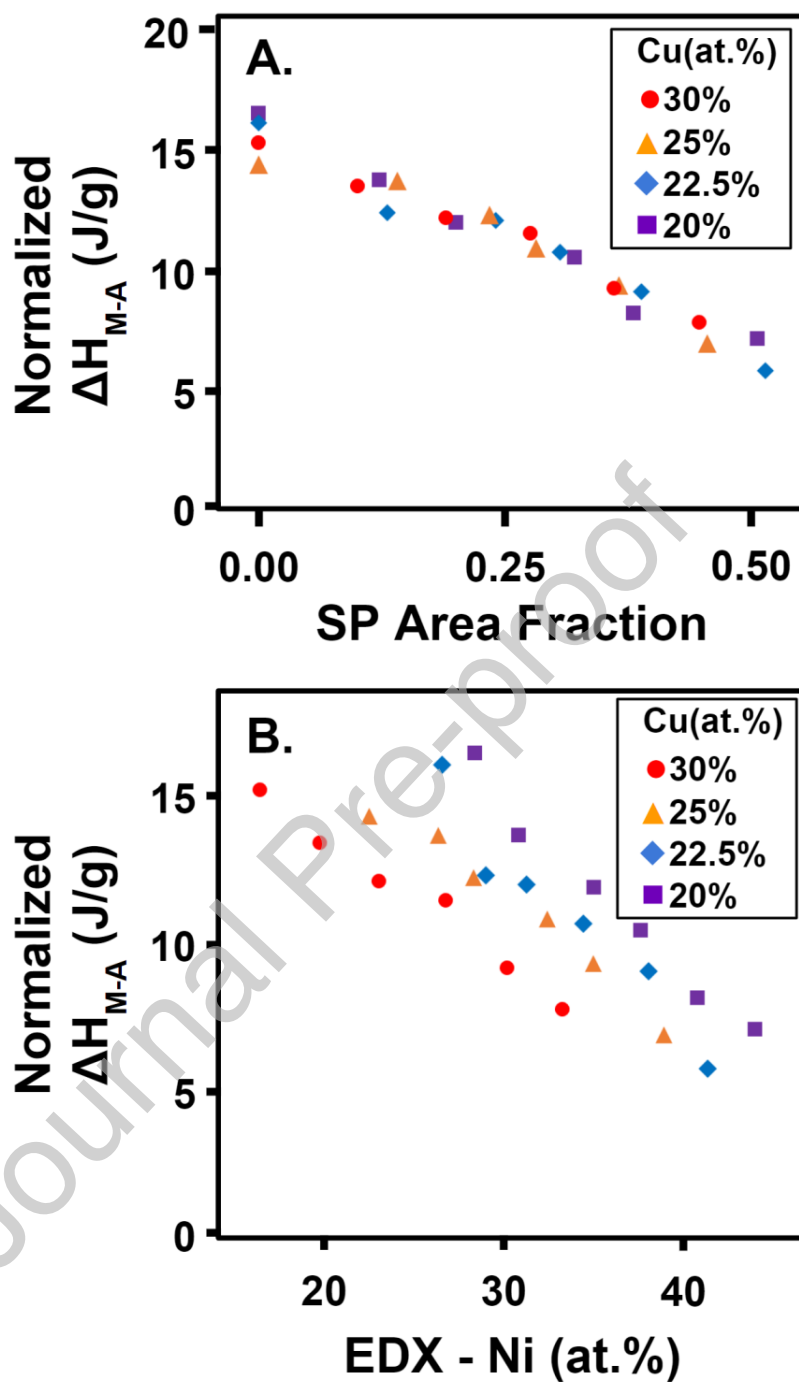 A.
Cu(at.%)
30%
25%
22.5%
20%
20
15
10
5
0
Normalized
ΔH_M-A (J/g)
0.00 0.25 0.50
SP Area Fraction
B.
Cu(at.%)
30%
25%
22.5%
20%
15
10
5
0
Normalized
ΔH_M-A (J/g)
20 30 40
EDX - Ni (at.%)
Journal Pre-proof